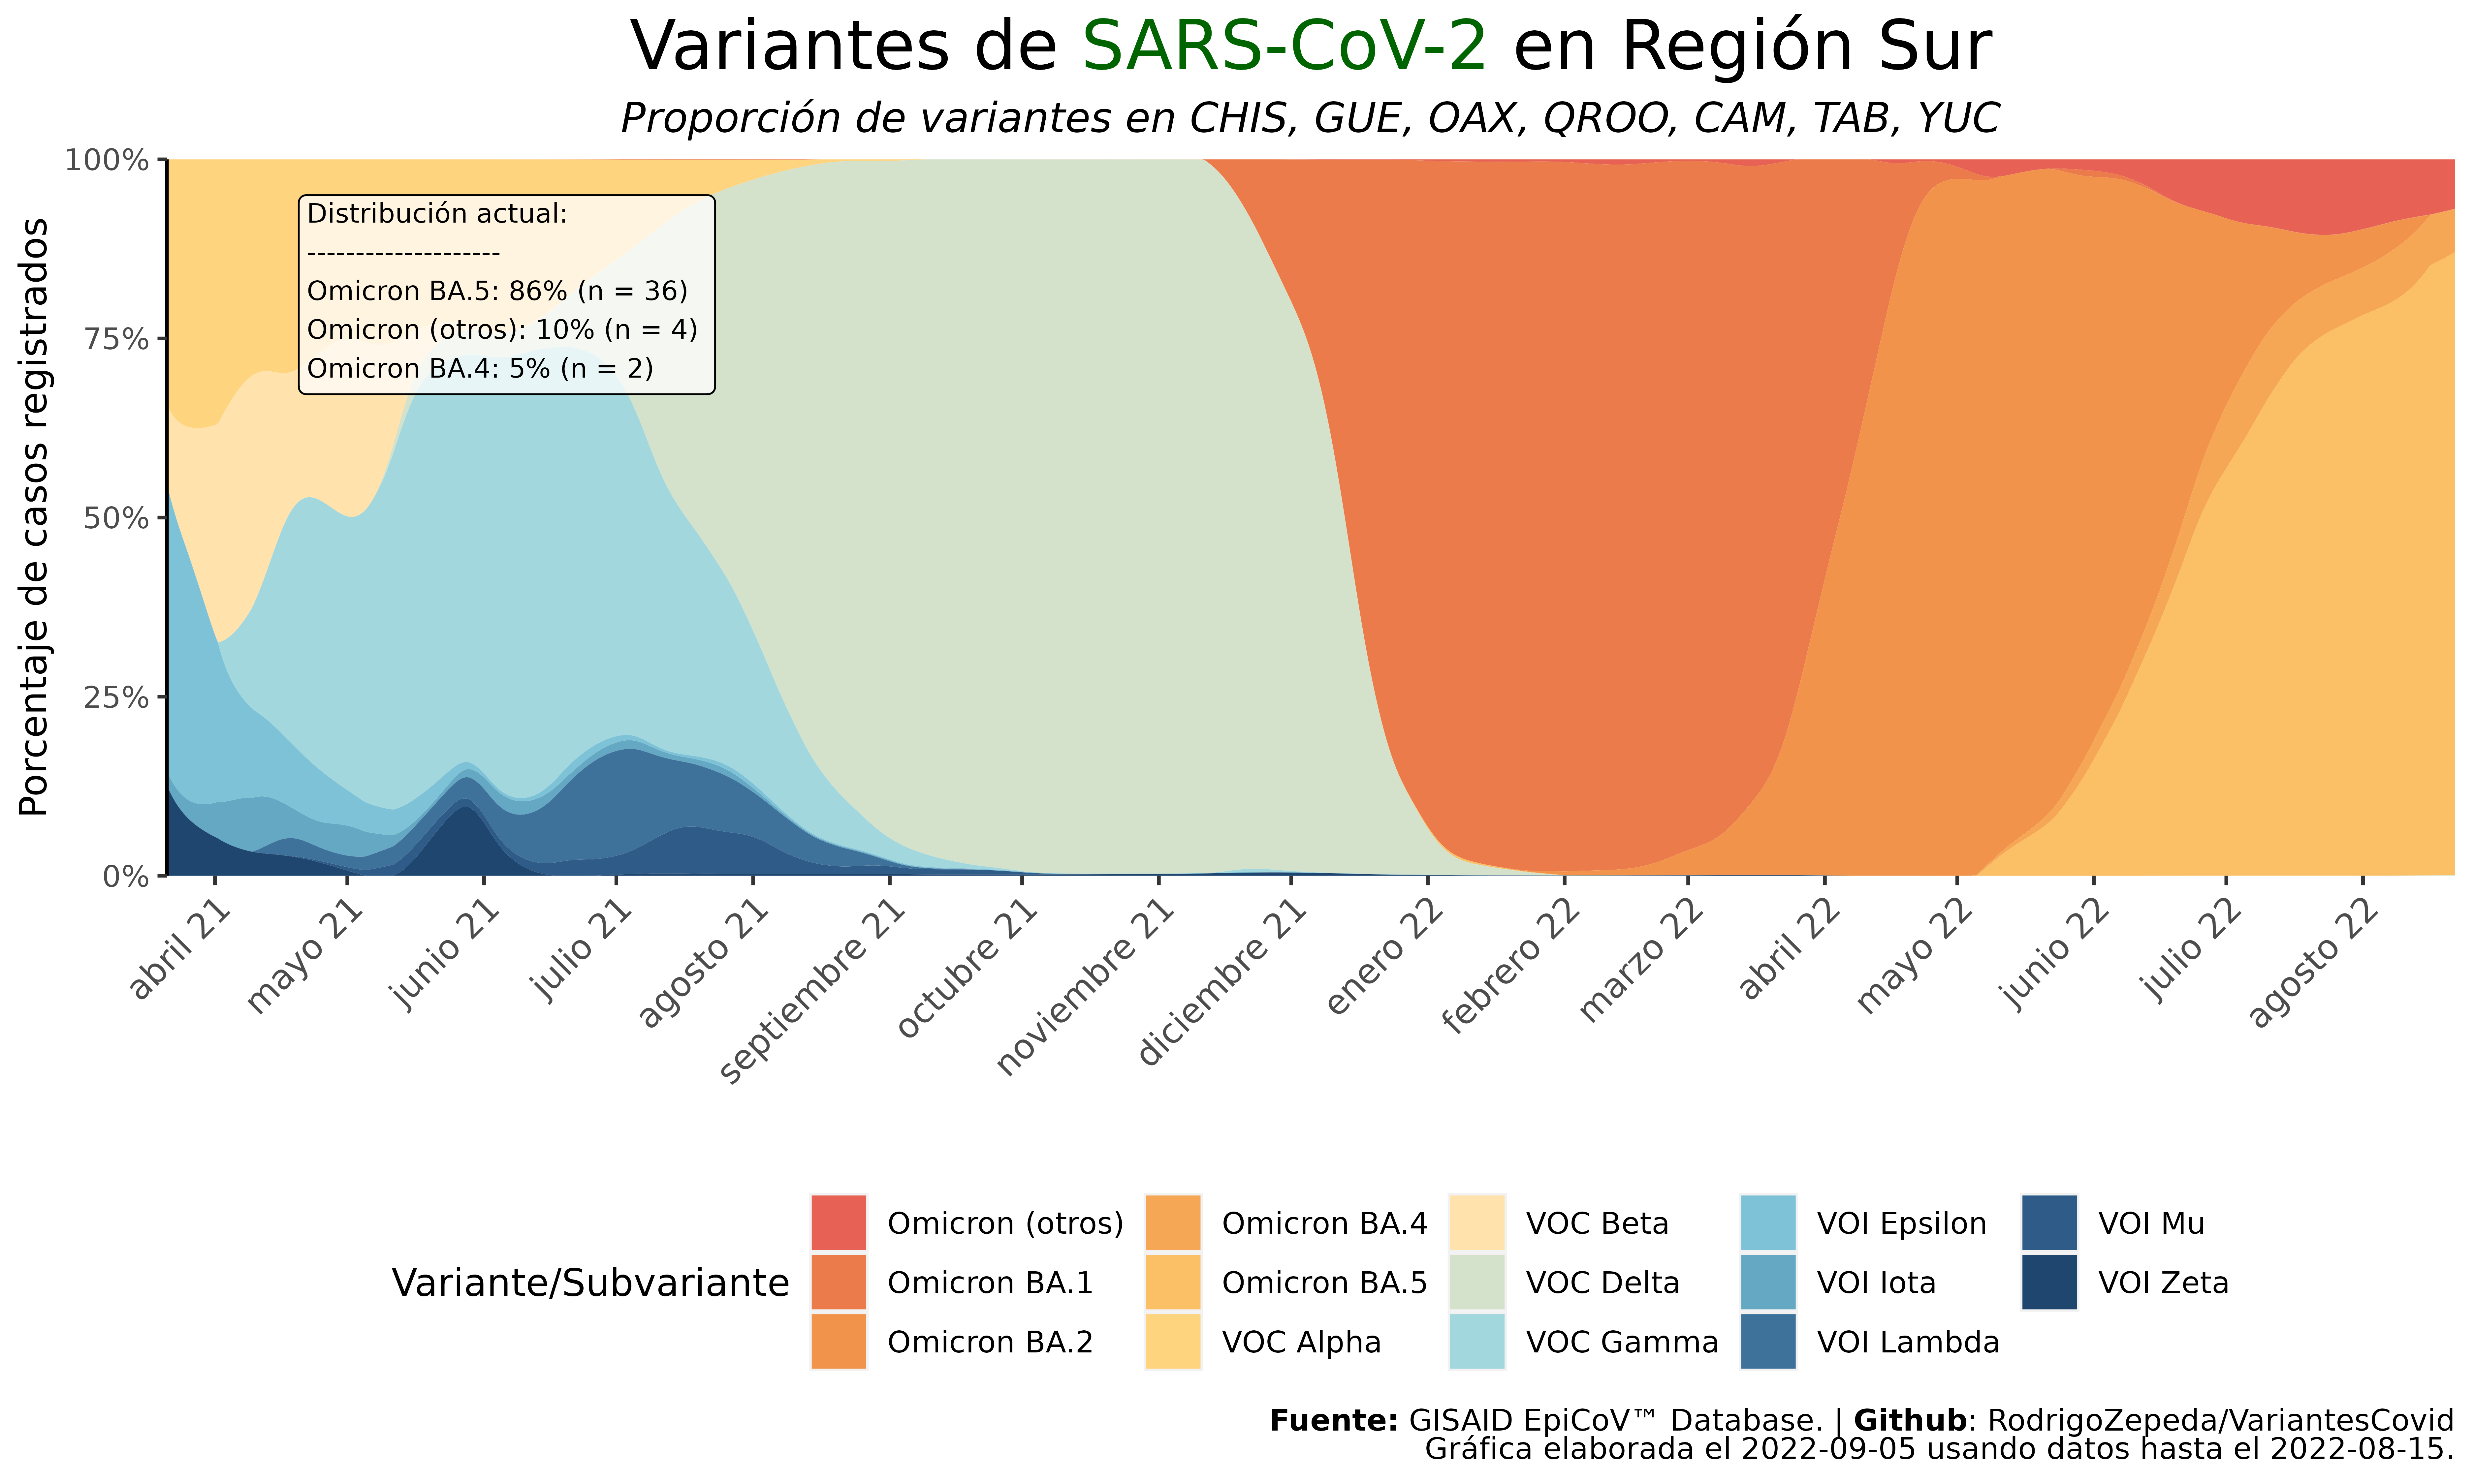 Variantes de SARS-CoV-2 en Región Sur
Proporción de variantes en CHIS, GUE, OAX, QROO, CAM, TAB, YUC
Porcentaje de casos registrados
100%
75%
50%
25%
0%
Distribución actual:
--------------------
Omicron BA.5: 86% (n = 36)
Omicron (otros): 10% (n = 4)
Omicron BA.4: 5% (n = 2)
abril 21
mayo 21
junio 21
julio 21
agosto 21
septiembre 21
octubre 21
noviembre 21
diciembre 21
enero 22
febrero 22
marzo 22
abril 22
mayo 22
junio 22
julio 22
agosto 22
Variante/Subvariante
Omicron (otros)
Omicron BA.1
Omicron BA.2
Omicron BA.4
Omicron BA.5
VOC Alpha
VOC Beta
VOC Delta
VOC Gamma
VOI Epsilon
VOI Iota
VOI Lambda
VOI Mu
VOI Zeta
Fuente: GISAID EpiCoV™ Database. | Github: RodrigoZepeda/VariantesCovid
Gráfica elaborada el 2022-09-05 usando datos hasta el 2022-08-15.